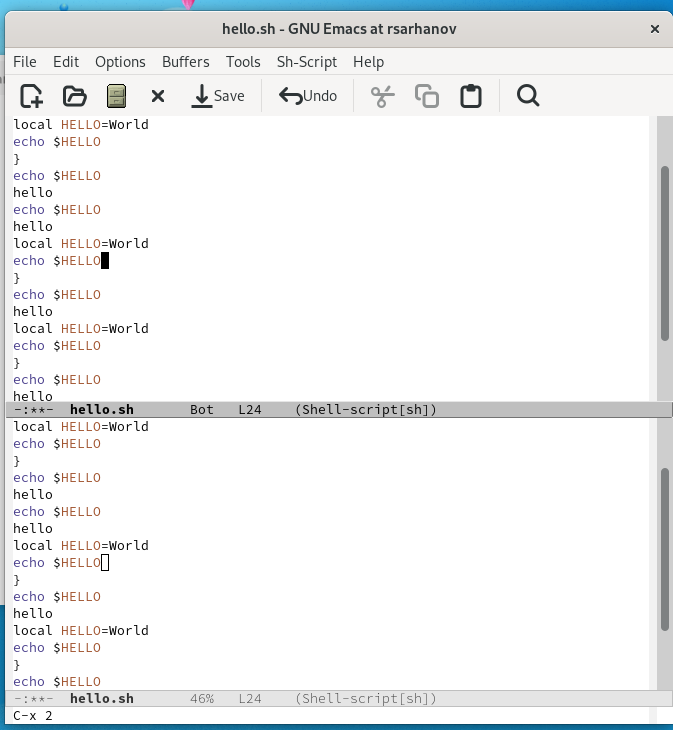 hello.sh - GNU Emacs at rsarhanov
File Edit Options Buffers Tools Sh-Script Help
Save Undo
local HELLO=World
echo $HELLO
}
echo $HELLO
hello
echo $HELLO
hello
local HELLO=World
echo $HELLO
}
echo $HELLO
hello
local HELLO=World
echo $HELLO
}
echo $HELLO
hello
-:**- hello.sh Bot L24 (Shell-script[sh])
local HELLO=World
echo $HELLO
}
echo $HELLO
hello
echo $HELLO
hello
local HELLO=World
echo $HELLO
}
echo $HELLO
hello
local HELLO=World
echo $HELLO
}
echo $HELLO
-:**- hello.sh 46% L24 (Shell-script[sh])
C-x 2